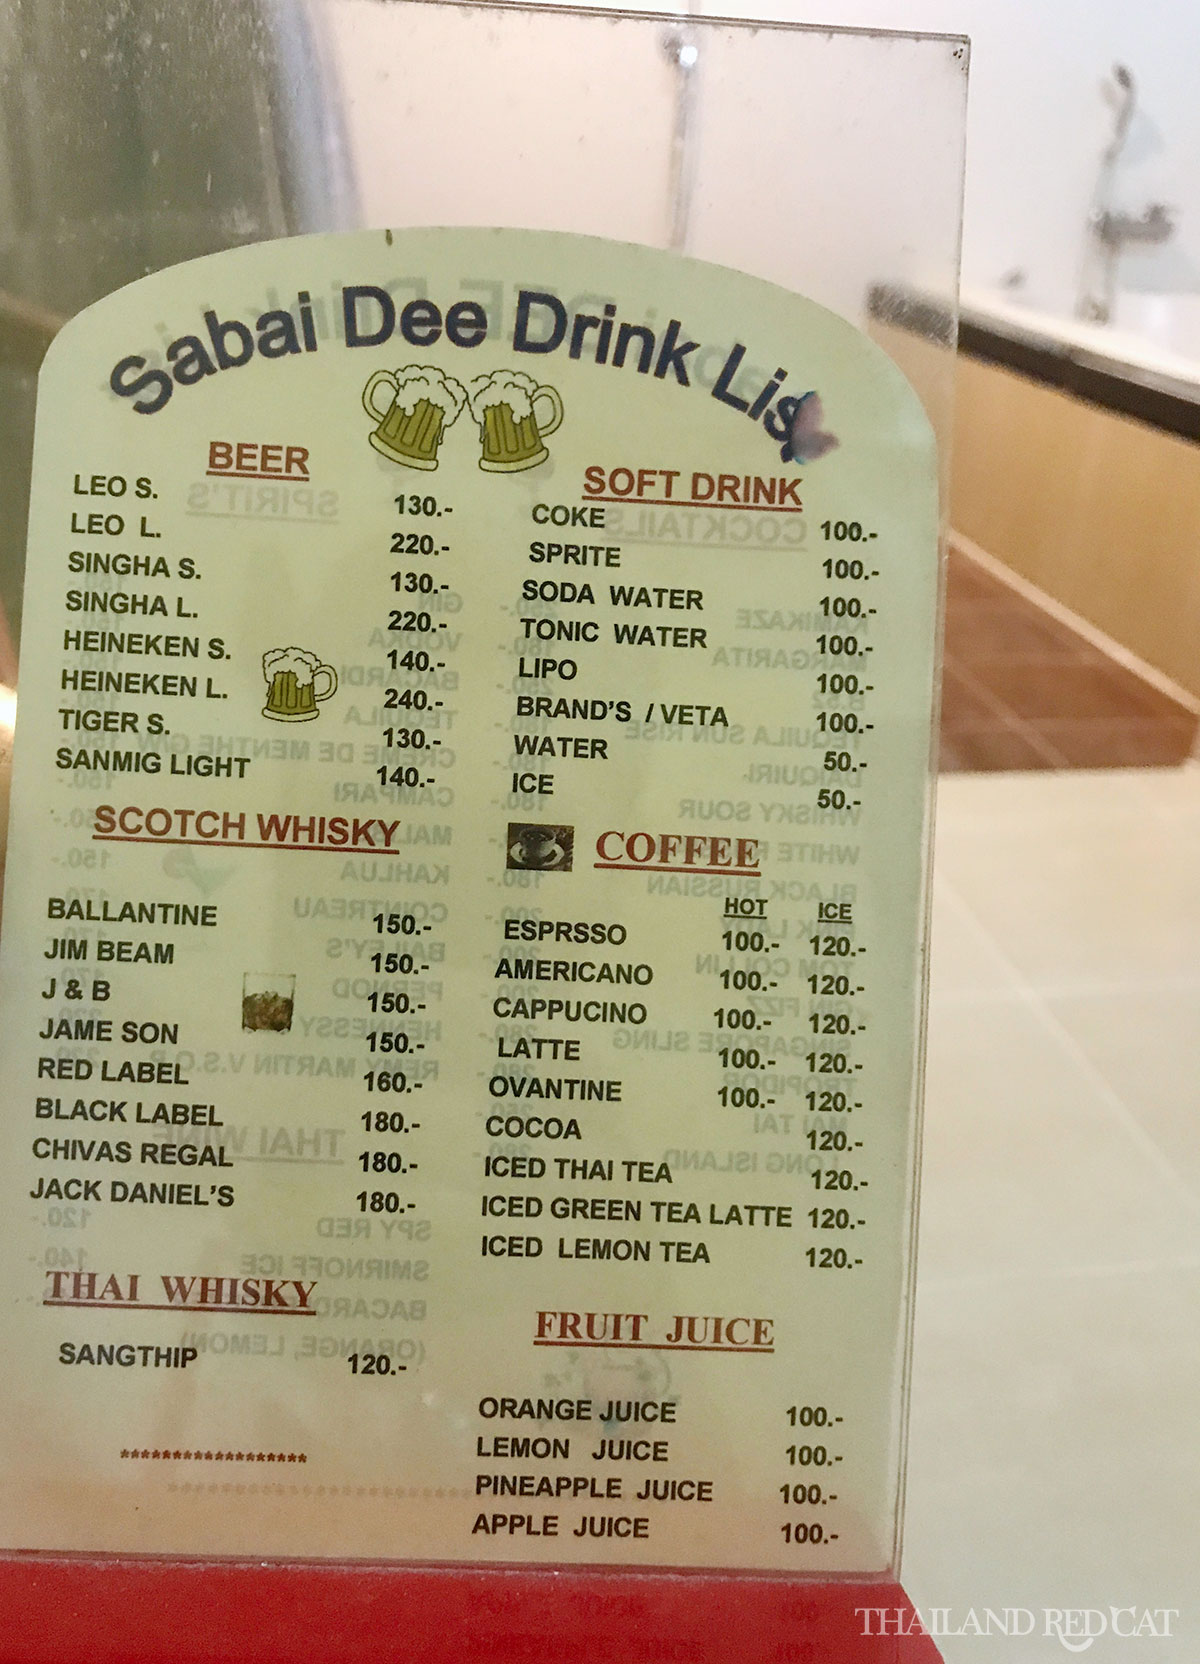 Sabai Dee Drink Lis
BEER
LEO S. 130.-
LEO L. 220.-
SINGHA S. 130.-
SINGHA L. 220.-
HEINEKEN S. 140.-
HEINEKEN L. 240.-
TIGER S. 130.-
SANMIG LIGHT 140.-
SCOTCH WHISKY
BALLANTINE 150.-
JIM BEAM 150.-
J & B 150.-
JAME SON 150.-
RED LABEL 160.-
BLACK LABEL 180.-
CHIVAS REGAL 180.-
JACK DANIEL'S 180.-
THAI WHISKY
SANGTHIP 120.-
******************
SOFT DRINK
COKE 100.-
SPRITE 100.-
SODA WATER 100.-
TONIC WATER 100.-
LIPO 100.-
BRAND'S / VETA 100.-
WATER 50.-
ICE 50.-
COFFEE
HOT ICE
ESPRSSO 100.- 120.-
AMERICANO 100.- 120.-
CAPPUCINO 100.- 120.-
LATTE 100.- 120.-
OVANTINE 100.- 120.-
COCOA 120.-
ICED THAI TEA 120.-
ICED GREEN TEA LATTE 120.-
ICED LEMON TEA 120.-
FRUIT JUICE
ORANGE JUICE 100.-
LEMON JUICE 100.-
PINEAPPLE JUICE 100.-
APPLE JUICE 100.-
THAILAND REDCAT